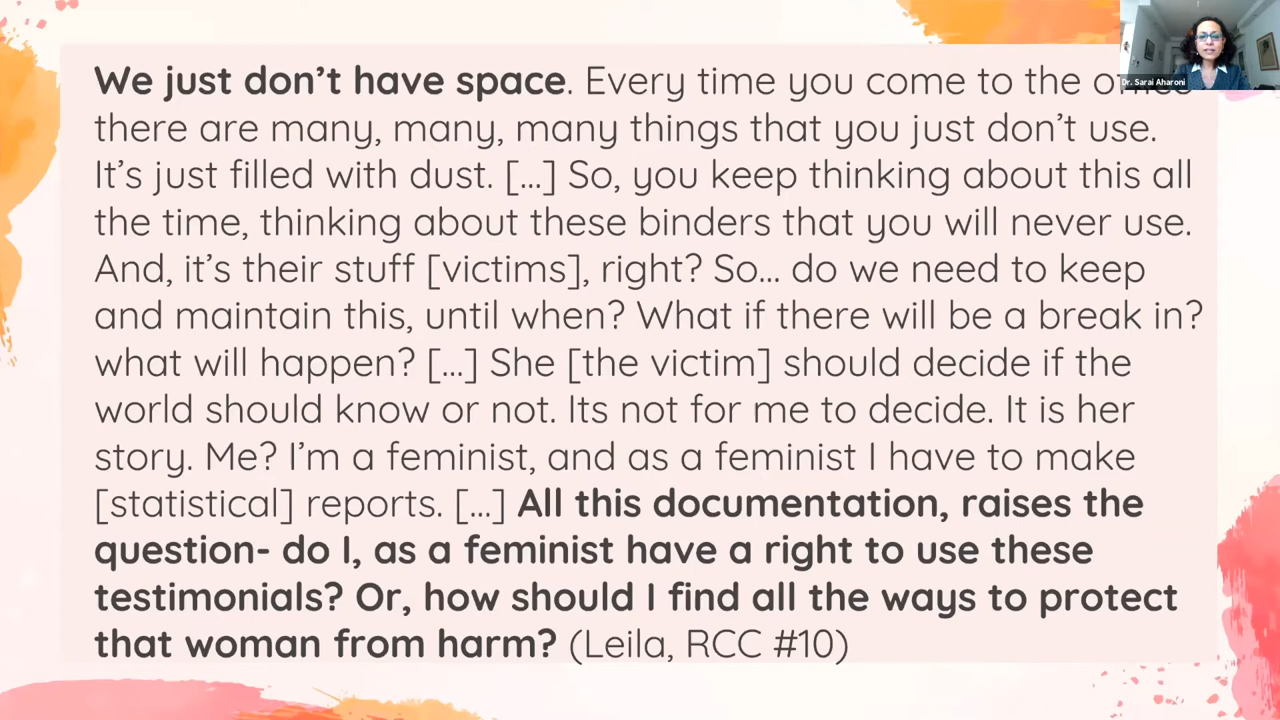 We just don't have space. Every time you come to the
there are many, many, many things that you just don't use.
It's just filled with dust. [...] So, you keep thinking about this all
the time, thinking about these binders that you will never use.
And, it's their stuff [victims], right? So... do we need to keep
and maintain this, until when? What if there will be a break in?
what will happen? [...] She [the victim] should decide if the
world should know or not. Its not for me to decide. It is her
story. Me? I'm a feminist, and as a feminist I have to make
[statistical] reports. [...] All this documentation, raises the
question- do I, as a feminist have a right to use these
testimonials? Or, how should I find all the ways to protect
that woman from harm? (Leila, RCC #10)
Dr. Sarai Aharoni